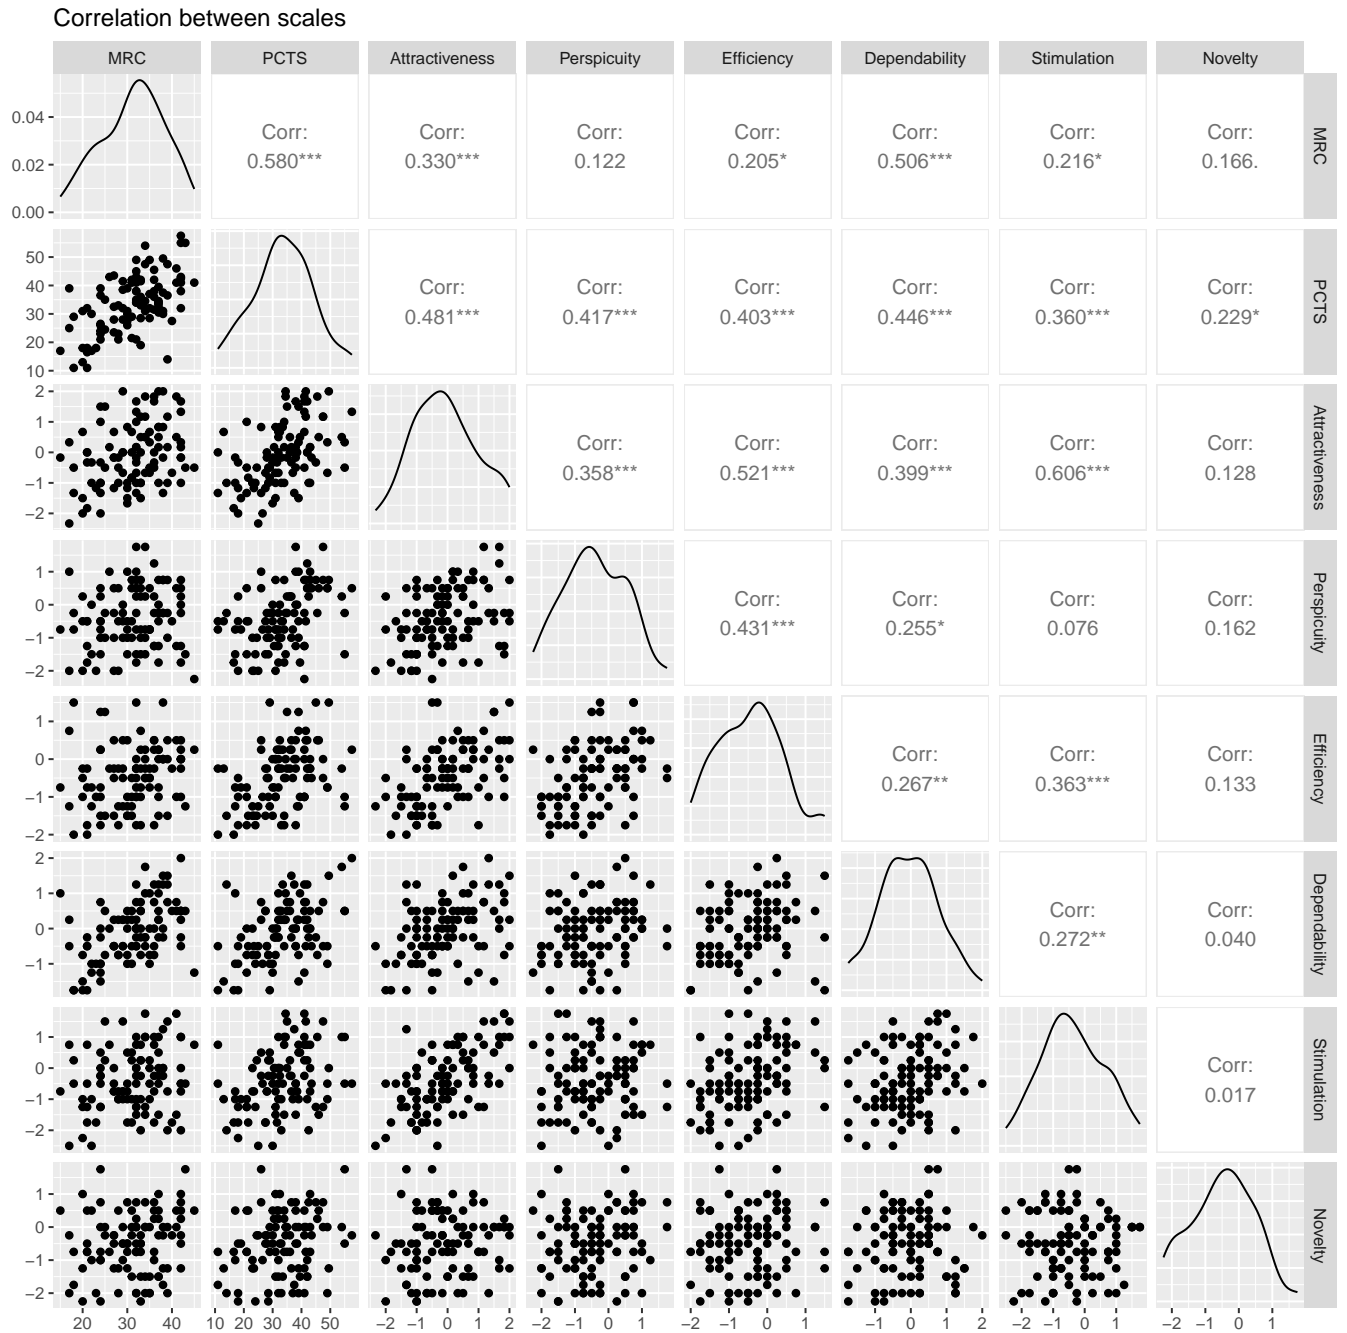 Correlation between scales
MRC PCTS Attractiveness Perspicuity Efficiency Dependability Stimulation Novelty
0.04
0.02
0.00
Corr: Corr: Corr: Corr: Corr: Corr: Corr:
0.580*** 0.330*** 0.122 0.205* 0.506*** 0.216* 0.166.
MRC
50
40
30
20
10
Corr: Corr: Corr: Corr: Corr: Corr:
0.481*** 0.417*** 0.403*** 0.446*** 0.360*** 0.229*
PCTS
2
1
0
−1
−2
Corr: Corr: Corr: Corr: Corr:
0.358*** 0.521*** 0.399*** 0.606*** 0.128
Attractiveness
1
0
−1
−2
Corr: Corr: Corr: Corr:
0.431*** 0.255* 0.076 0.162
Perspicuity
1
0
−1
−2
Corr: Corr: Corr:
0.267** 0.363*** 0.133
Efficiency
2
1
0
−1
Corr: Corr:
0.272** 0.040
Dependability
1
0
−1
−2
Corr:
0.017
Stimulation
1
0
−1
−2
Novelty
20 30 40 10 20 30 40 50 −2 −1 0 1 2 −2 −1 0 1 −2 −1 0 1 −1 0 1 2 −2 −1 0 1 −2 −1 0 1